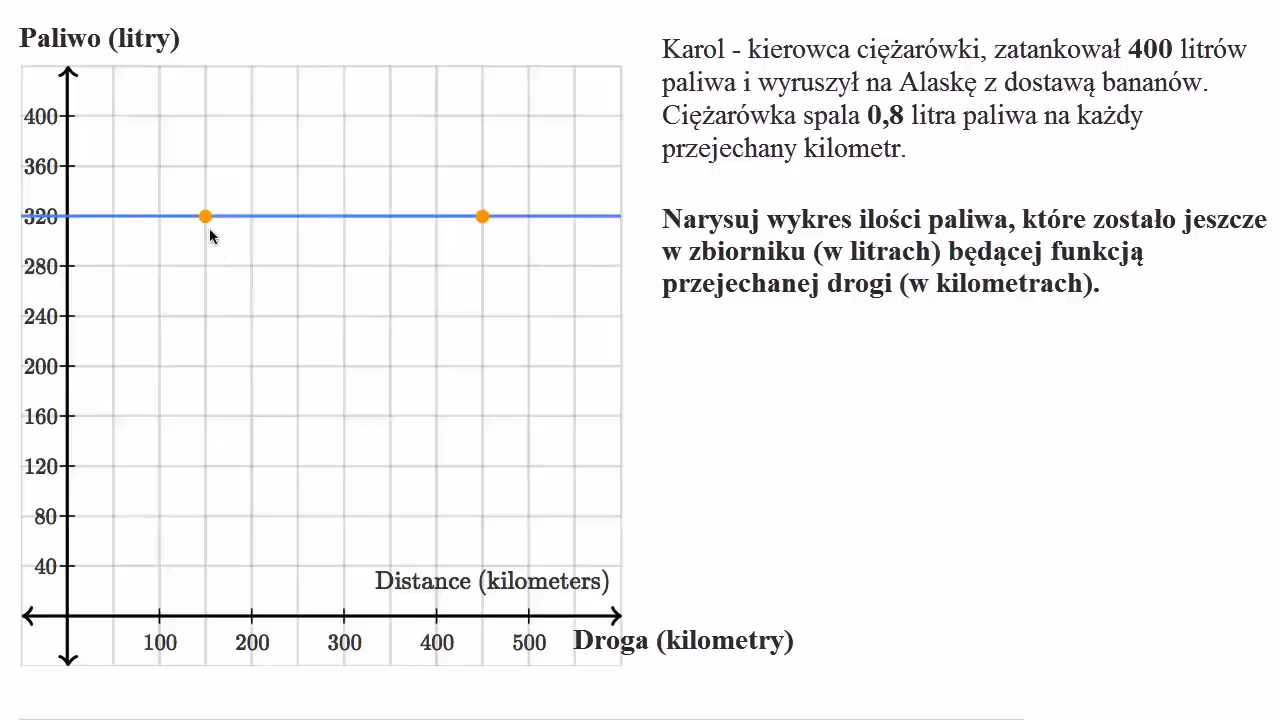 Paliwo (litry)
400
360
320
280
240
200
160
120
80
40
Distance (kilometers)
100 200 300 400 500
Droga (kilometry)
Karol - kierowca ciężarówki, zatankował 400 litrów
paliwa i wyruszył na Alaskę z dostawą bananów.
Ciężarówka spala 0,8 litra paliwa na każdy
przejechany kilometr.
Narysuj wykres ilości paliwa, które zostało jeszcze
w zbiorniku (w litrach) będącej funkcją
przejechanej drogi (w kilometrach).